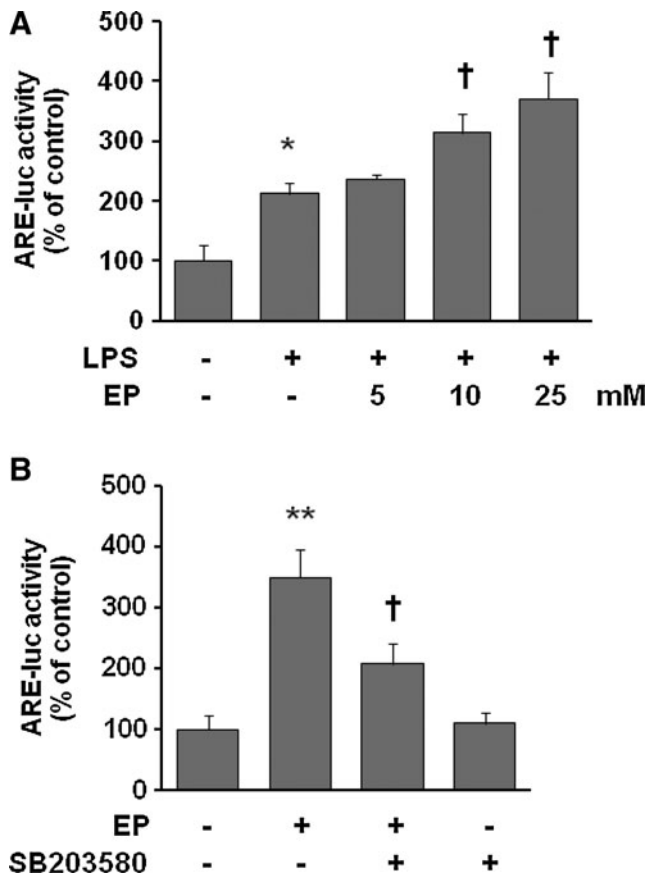 A
ARE-luc activity
(% of control)
500
400
300
200
100
0
*
†
†
LPS - + + + +
EP - - 5 10 25 mM
B
ARE-luc activity
(% of control)
500
400
300
200
100
0
**
†
EP - + + -
SB203580 - - + +